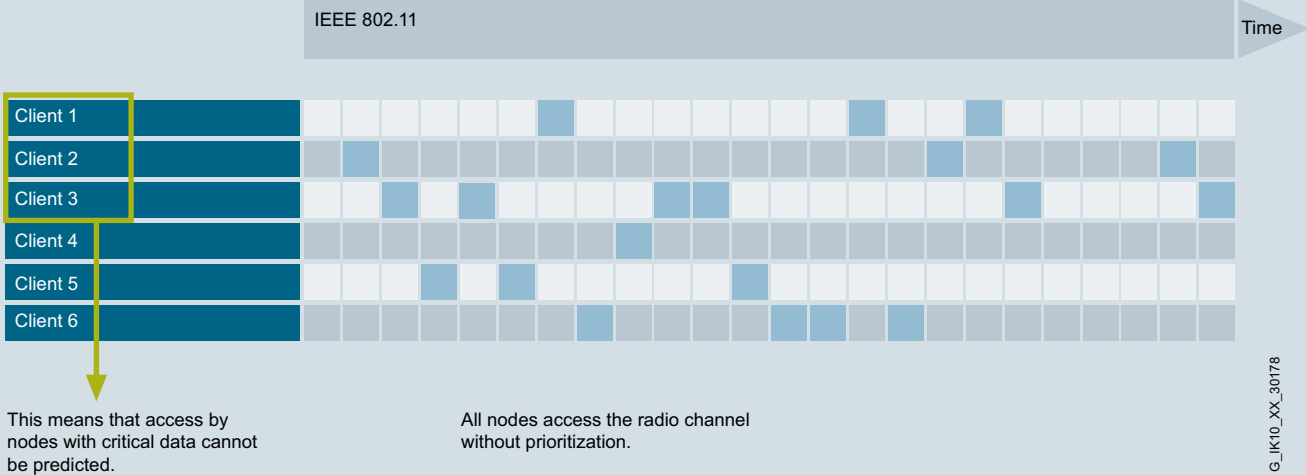 IEEE 802.11
Time
Client 1
Client 2
Client 3
Client 4
Client 5
Client 6
This means that access by
nodes with critical data cannot
be predicted.
All nodes access the radio channel
without prioritization.
G_IK10_XX_30178